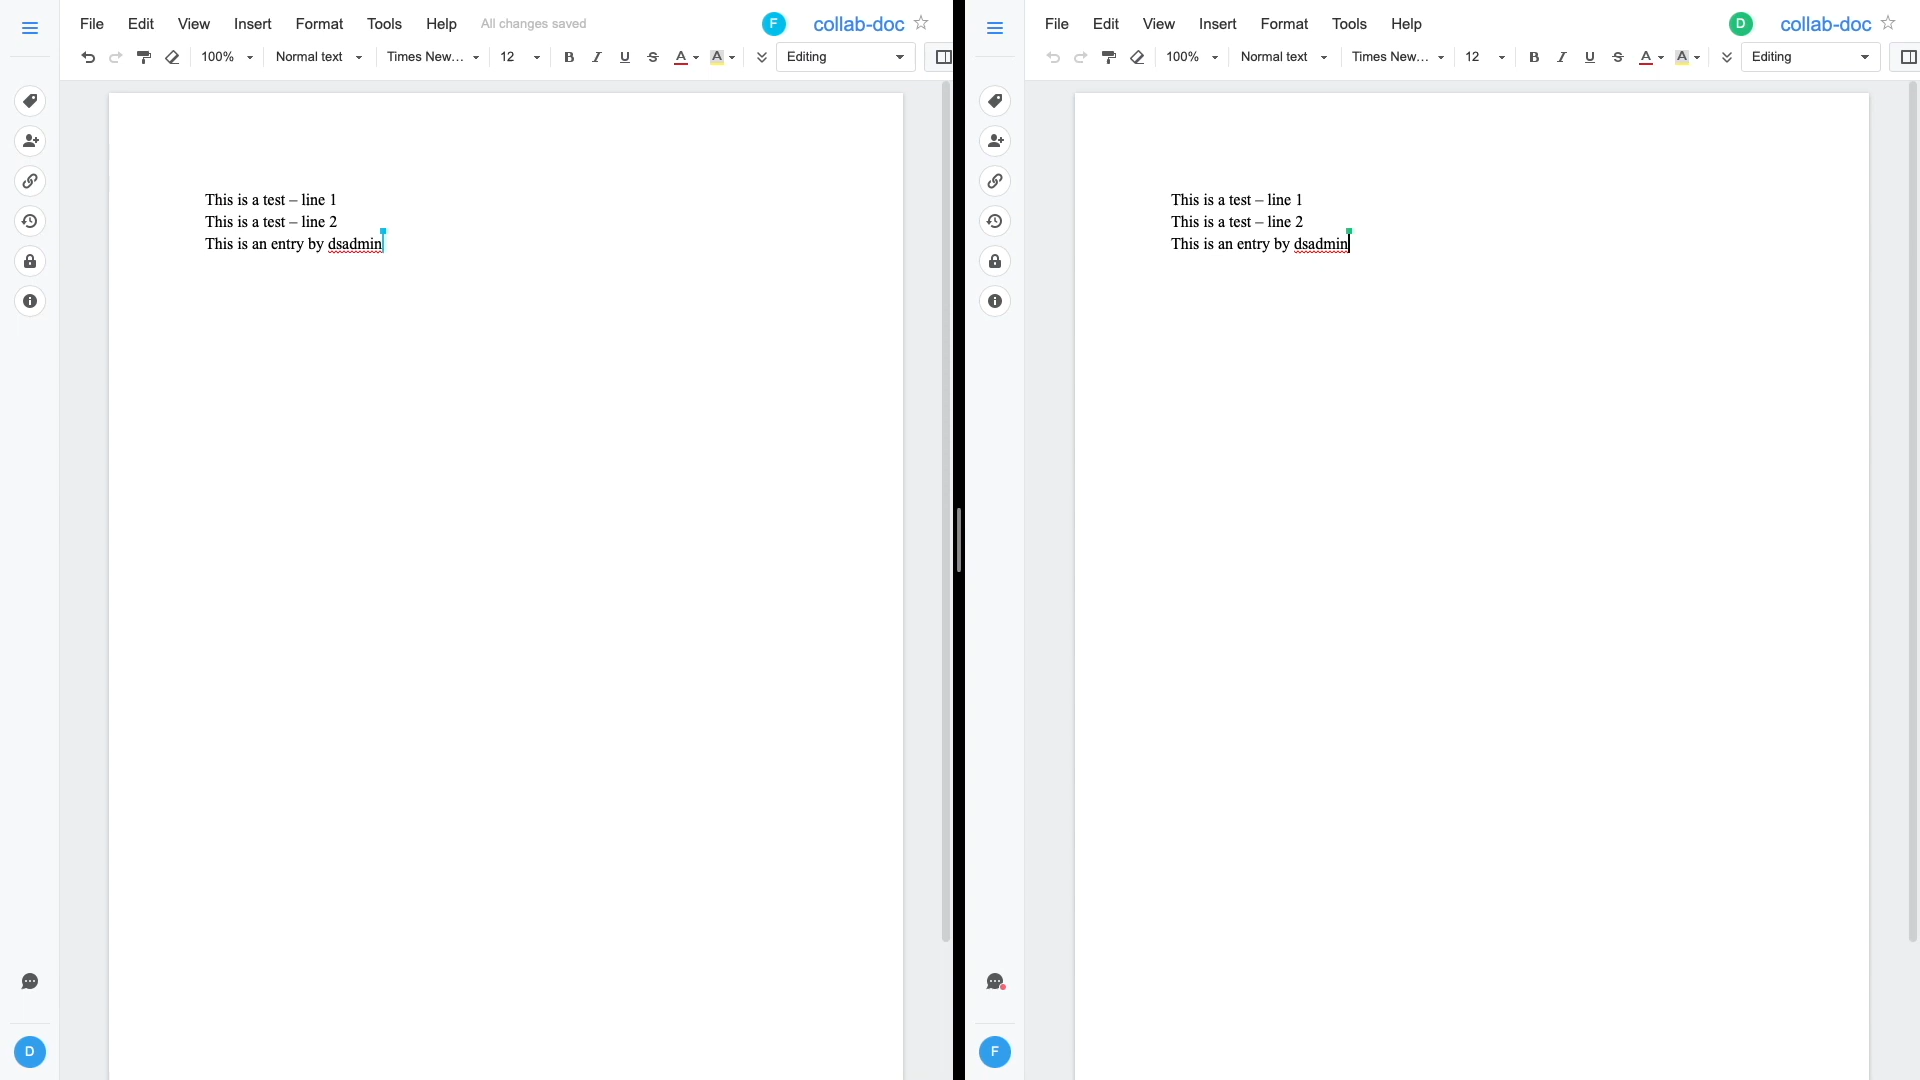 File Edit View Insert Format Tools Help All changes saved F collab-doc
100% Normal text Times New... 12 B I U S A A Editing
This is a test – line 1
This is a test – line 2
This is an entry by dsadmin
D
File Edit View Insert Format Tools Help D collab-doc
100% Normal text Times New... 12 B I U S A A Editing
This is a test – line 1
This is a test – line 2
This is an entry by dsadmin
F